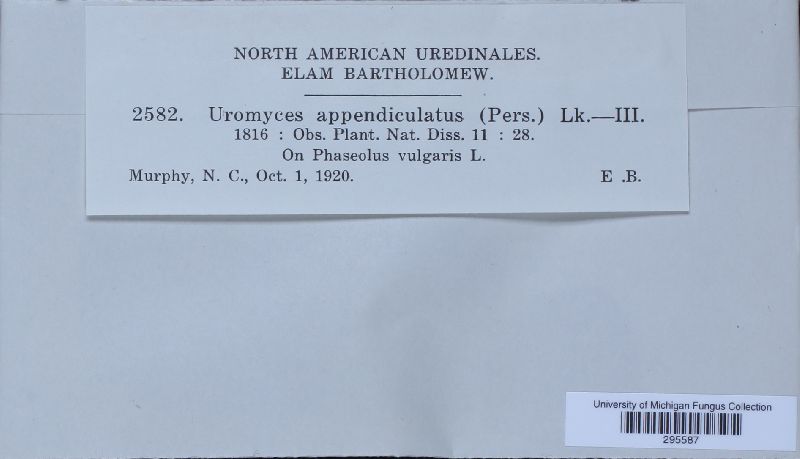 NORTH AMERICAN UREDINALES.
ELAM BARTHOLOMEW.
2582. Uromyces appendiculatus (Pers.) Lk.—III.
1816 : Obs. Plant. Nat. Diss. 11 : 28.
On Phaseolus vulgaris L.
Murphy, N. C., Oct. 1, 1920. E .B.
University of Michigan Fungus Collection
295587